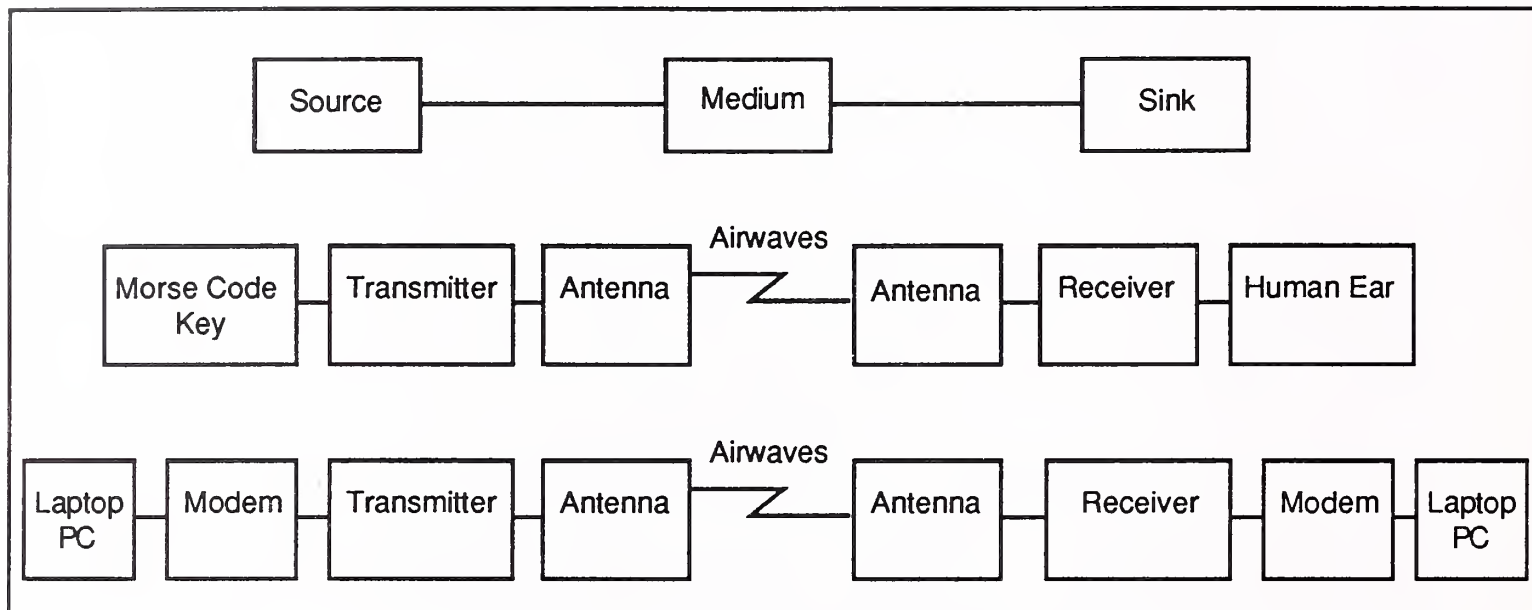 Source
Medium
Sink
Airwaves
Morse Code
Key
Transmitter
Antenna
Antenna
Receiver
Human Ear
Airwaves
Laptop
PC
Modem
Transmitter
Antenna
Antenna
Receiver
Modem
Laptop
PC